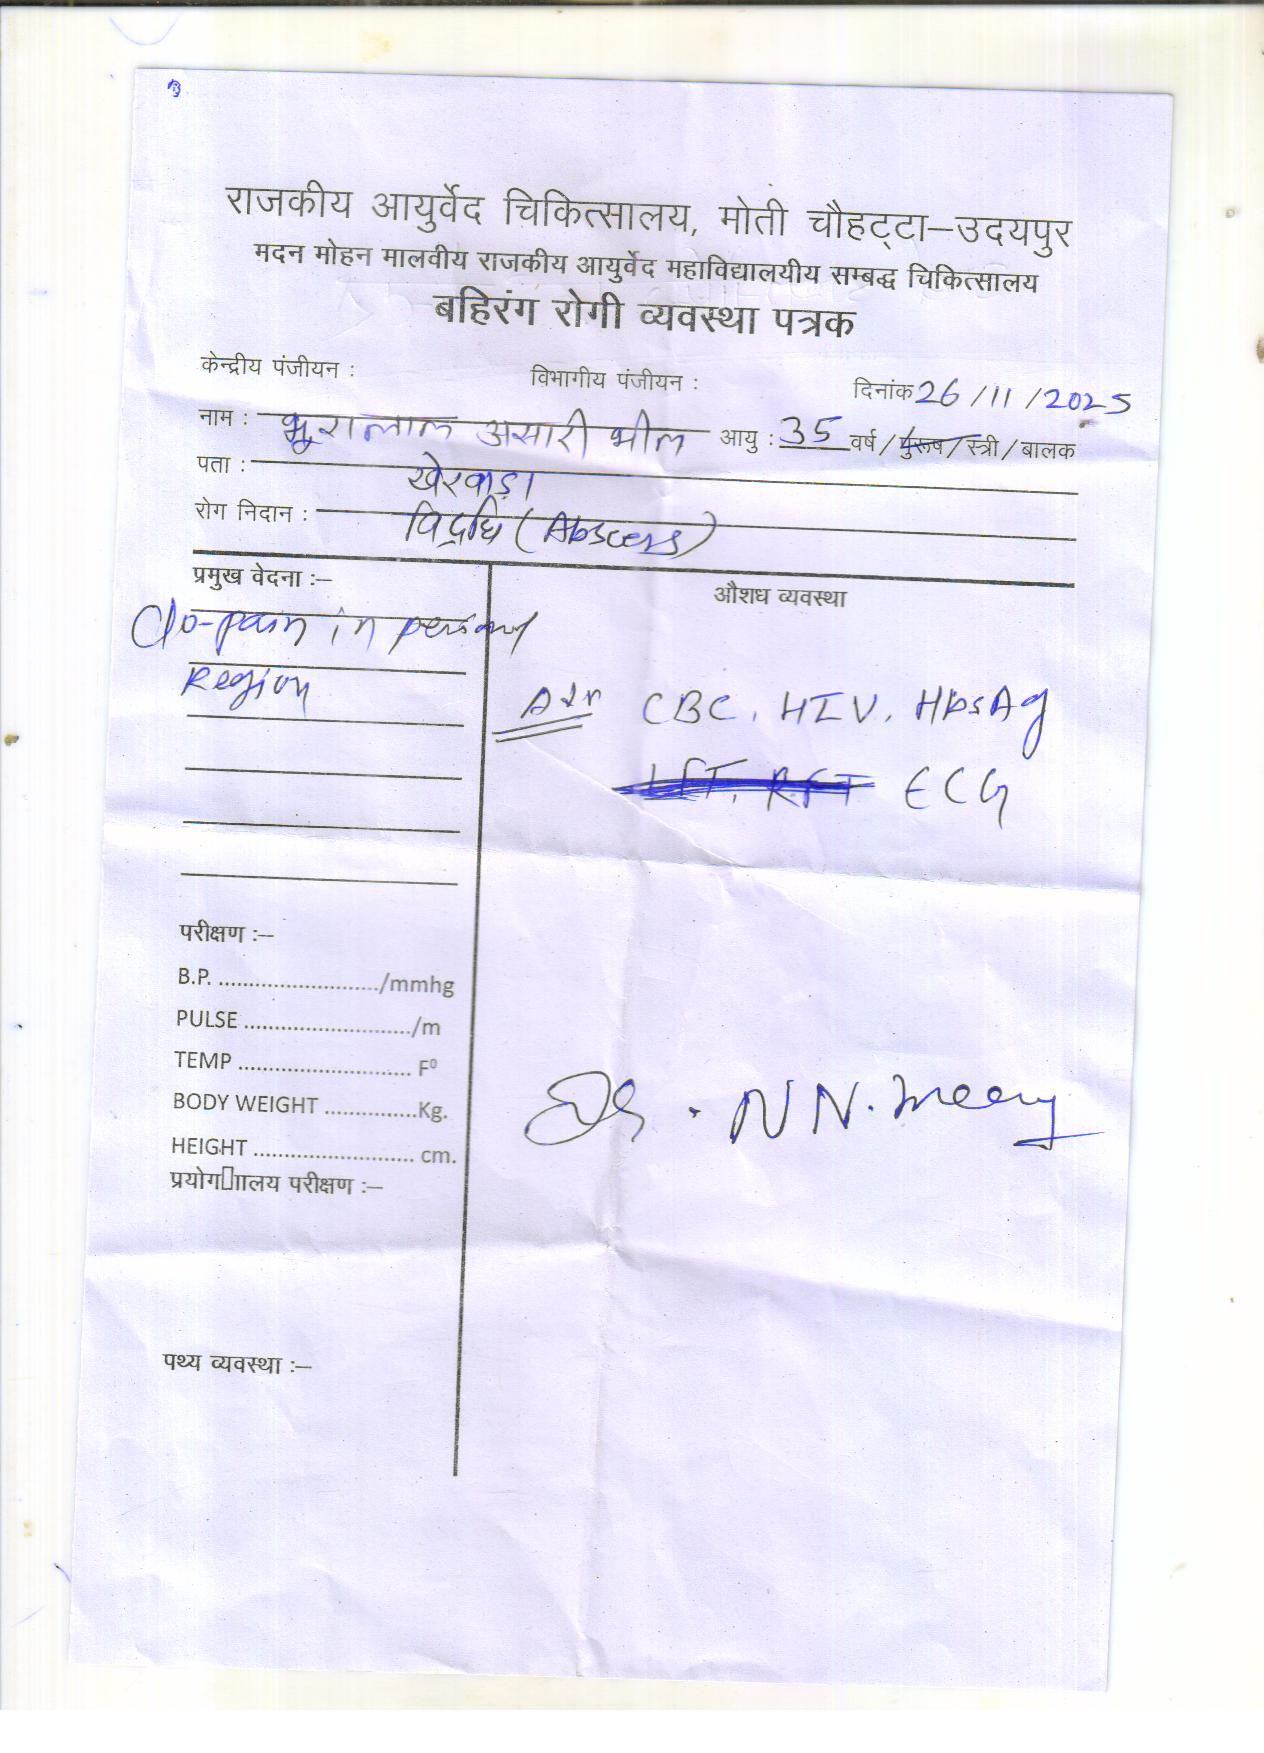 राजकीय आयुर्वेद चिकित्सालय, मोती चौहट्टा–उदयपुर
मदन मोहन मालवीय राजकीय आयुर्वेद महाविद्यालयीय सम्बद्ध चिकित्सालय
बहिरंग रोगी व्यवस्था पत्रक
केन्द्रीय पंजीयन : विभागीय पंजीयन : दिनांक 26/11/2025
नाम : भूरालाल असारी भील आयु : 35 वर्ष / पुरूष / स्त्री / बालक
पता : खेरवाड़ा
रोग निदान : विद्रधि (Abscess)
प्रमुख वेदना :– औशध व्यवस्था
C/o-pain in
Region
CBC, HIV, HbsAg
LFT, RFT ECG
परीक्षण :–
B.P. ........................../mmhg
PULSE .........................../m
TEMP ............................ F⁰
BODY WEIGHT ...............Kg.
HEIGHT .......................... cm.
प्रयोग▯ाालय परीक्षण :–
Dr. NN. Meena
पथ्य व्यवस्था :–